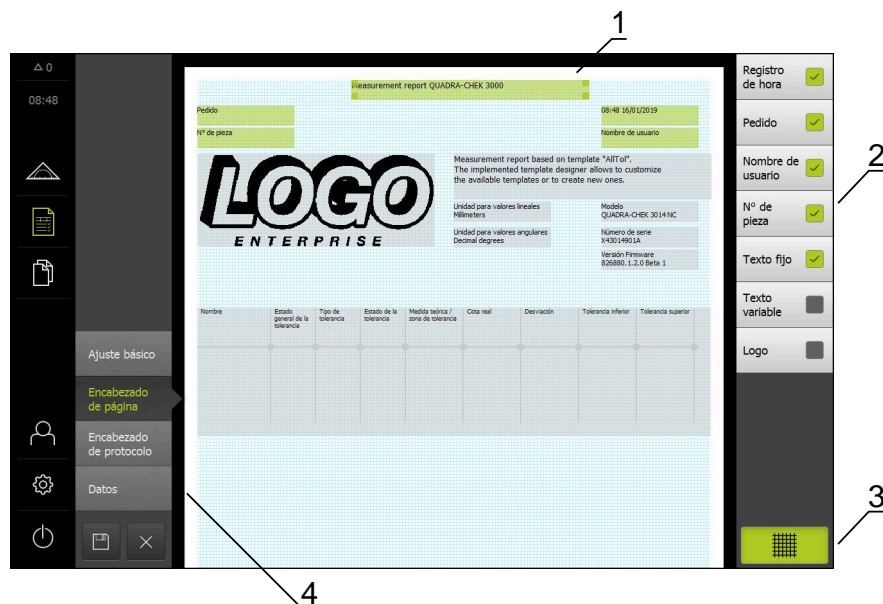 1
0
08:48
Measurement report QUADRA-CHEK 3000
Pedido
08:48 16/01/2019
Nº de pieza
Nombre de usuario
LOGO
ENTERPRISE
Measurement report based on template "AllTol".
The implemented template designer allows to customize
the available templates or to create new ones.
Unidad para valores lineales
Millimeters
Modelo
QUADRA-CHEK 3014 NC
Unidad para valores angulares
Decimal degrees
Número de serie
X43014901A
Versión Firmware
826880.1.2.0 Beta 1
Nombre
Estado
general de la
tolerancia
Tipo de
tolerancia
Estado de la
tolerancia
Medida teórica /
zona de tolerancia
Cota real
Desviación
Tolerancia inferior
Tolerancia superior
Ajuste básico
Encabezado
de página
Encabezado
de protocolo
Datos
Registro
de hora
Pedido
Nombre de
usuario
Nº de
pieza
Texto fijo
Texto
variable
Logo
2
3
4